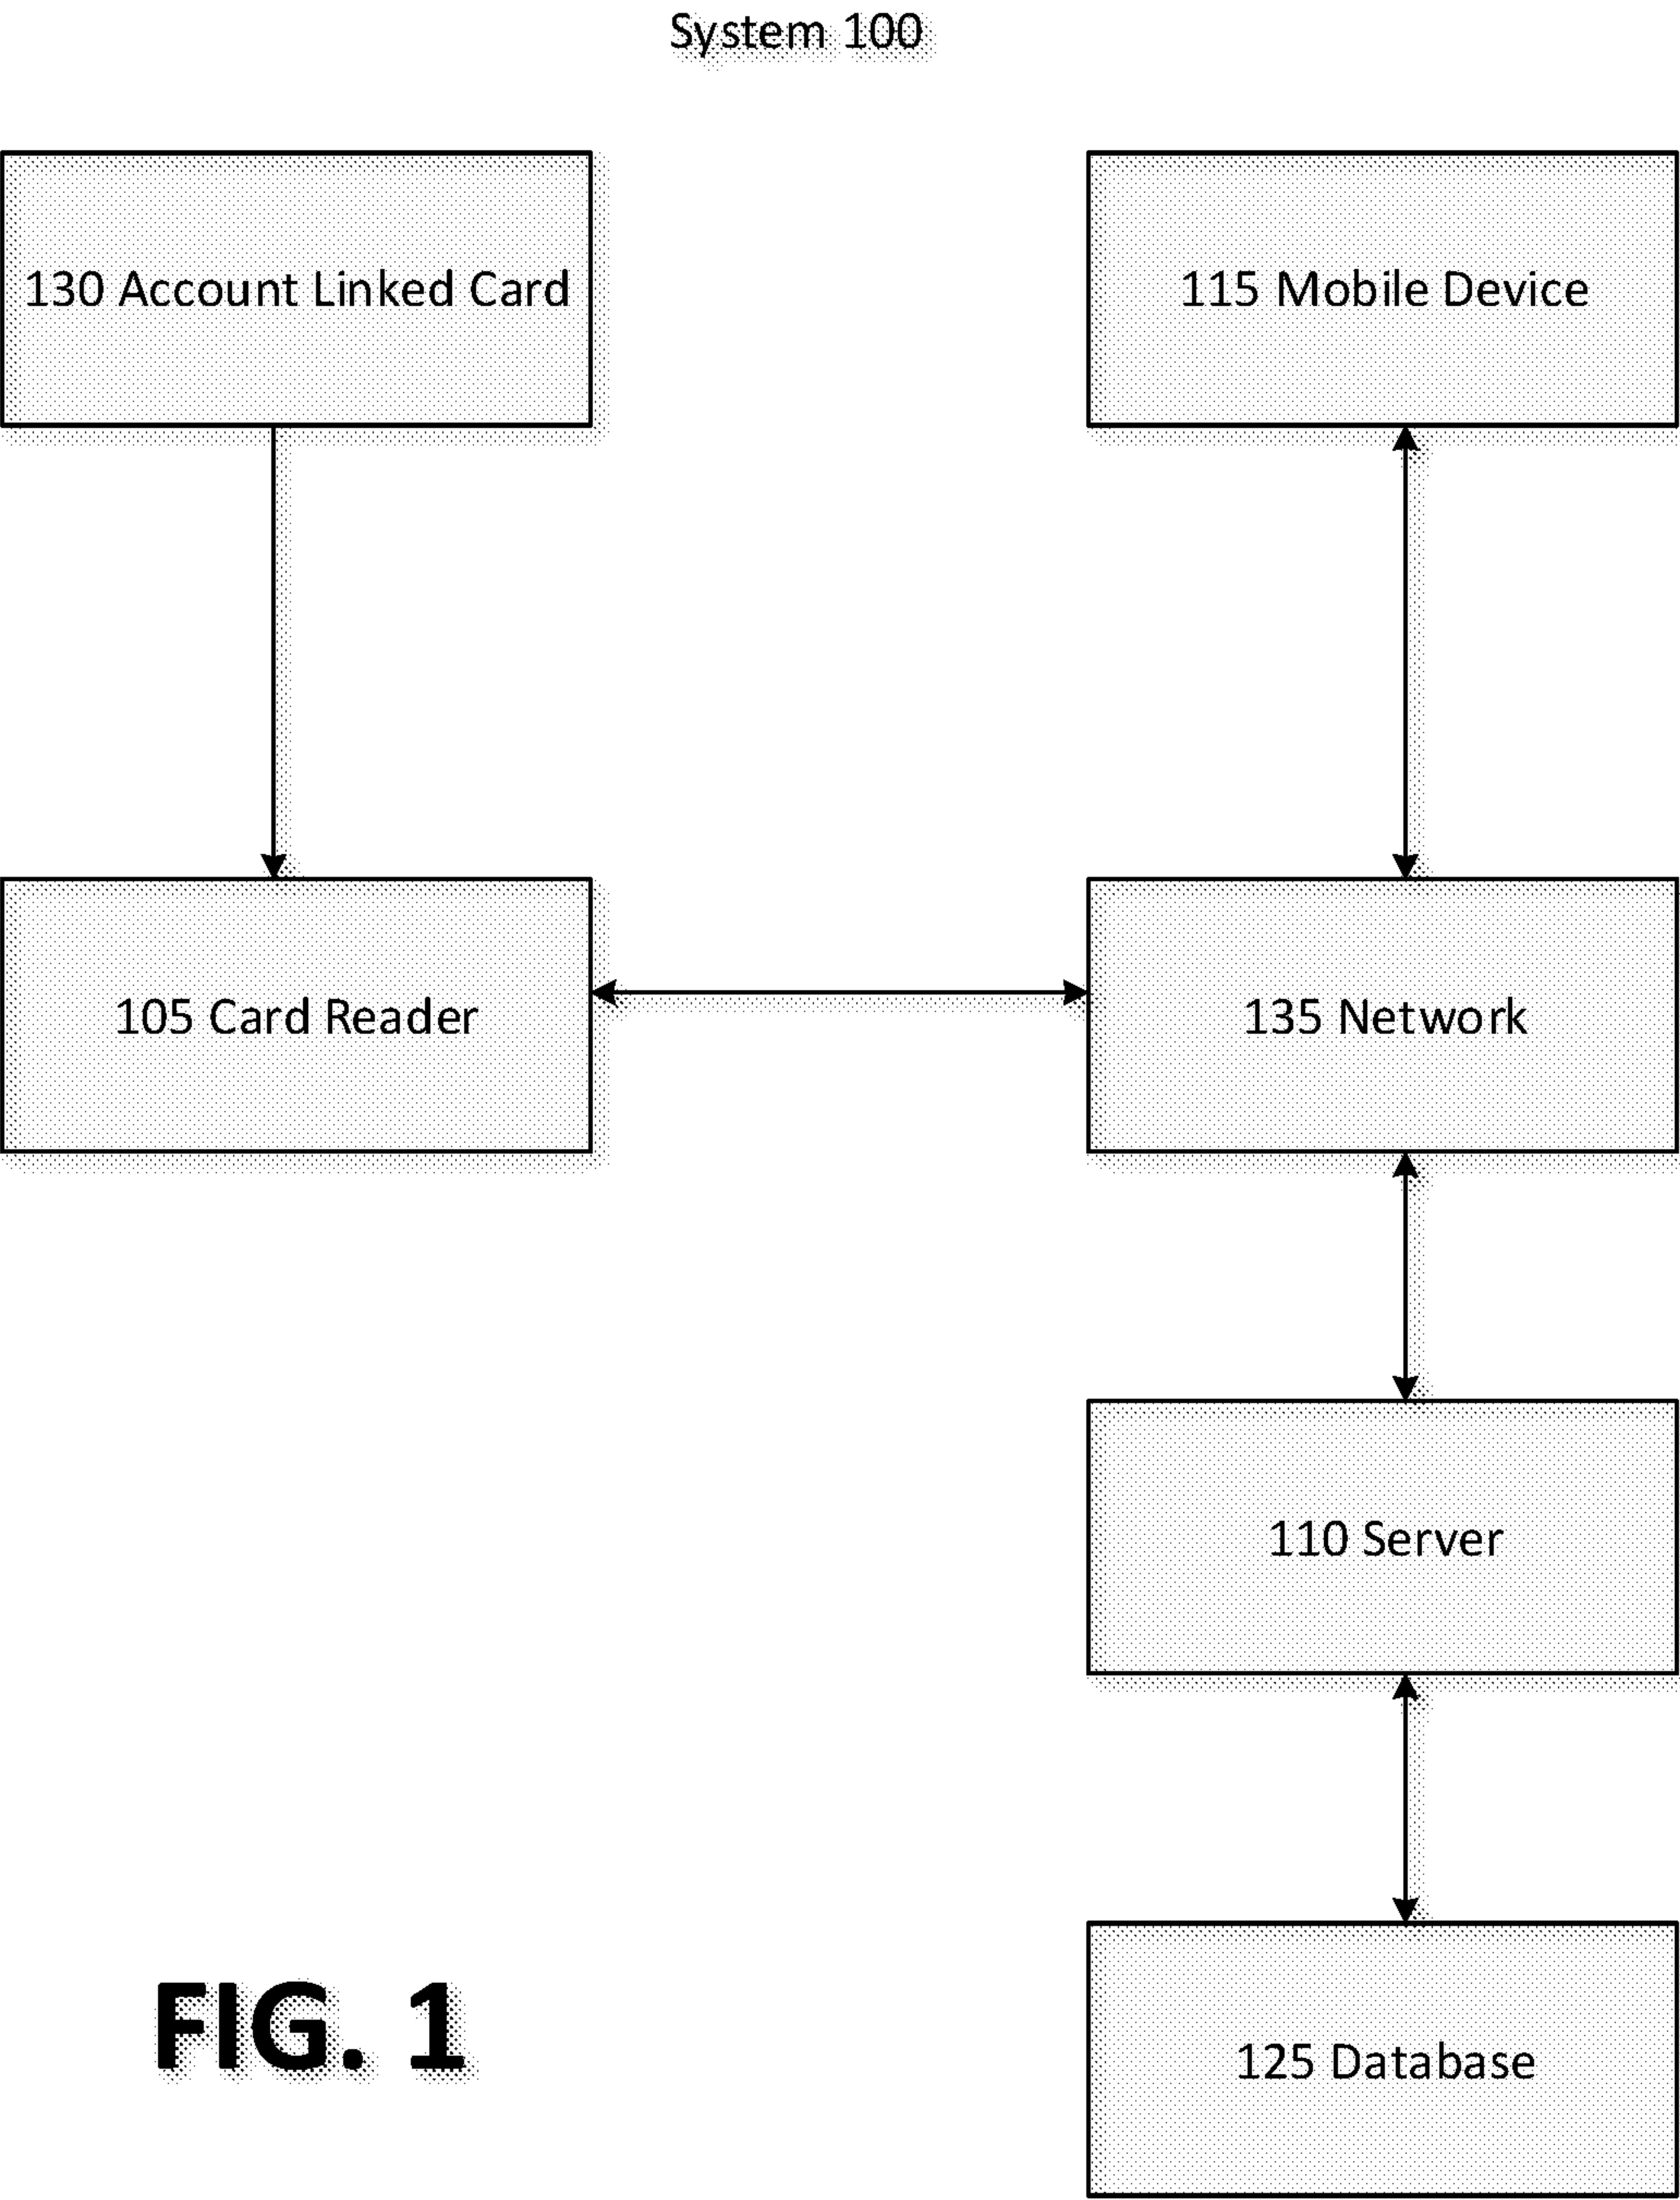 System 100
130 Account Linked Card
115 Mobile Device
105 Card Reader
135 Network
110 Server
125 Database
FIG. 1